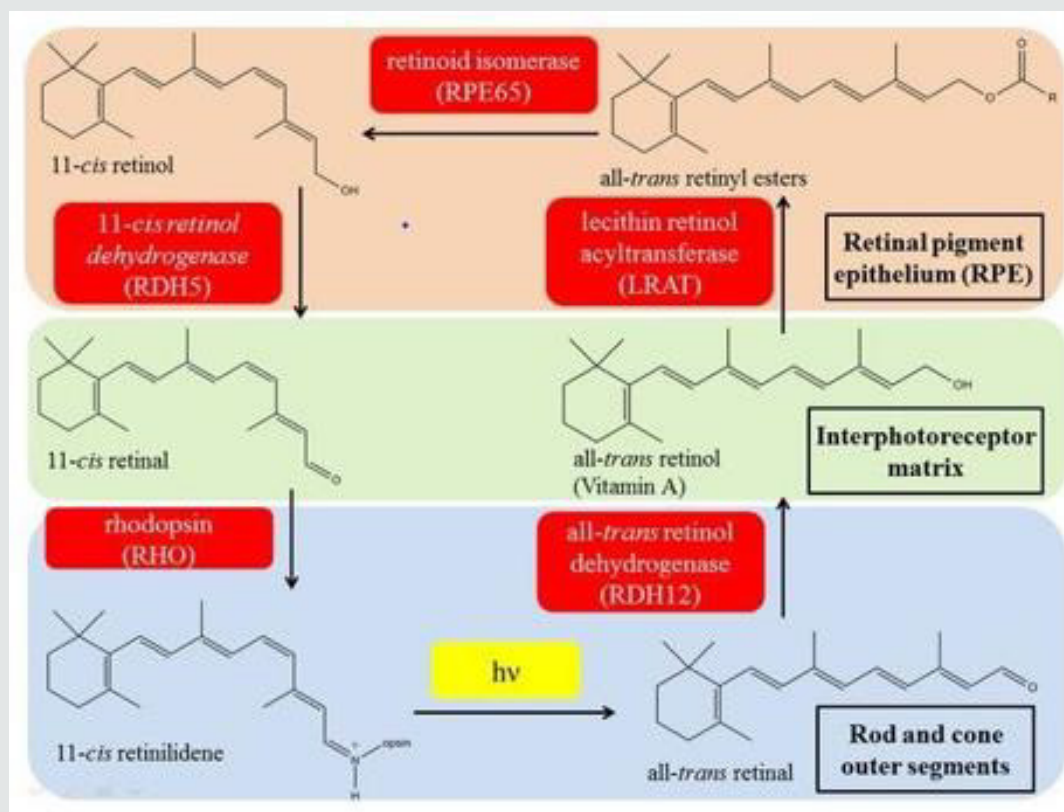 retinoid isomerase
(RPE65)
O
O
R
11-cis retinol
OH
all-trans retinyl esters
11-cis retinol
dehydrogenase
(RDH5)
lecithin retinol
acyltransferase
(LRAT)
Retinal pigment
epithelium (RPE)
11-cis retinal
O
OH
all-trans retinol
(Vitamin A)
Interphotoreceptor
matrix
rhodopsin
(RHO)
all-trans retinol
dehydrogenase
(RDH12)
11-cis retinilidene
+
N
opsin
H
hν
O
all-trans retinal
Rod and cone
outer segments